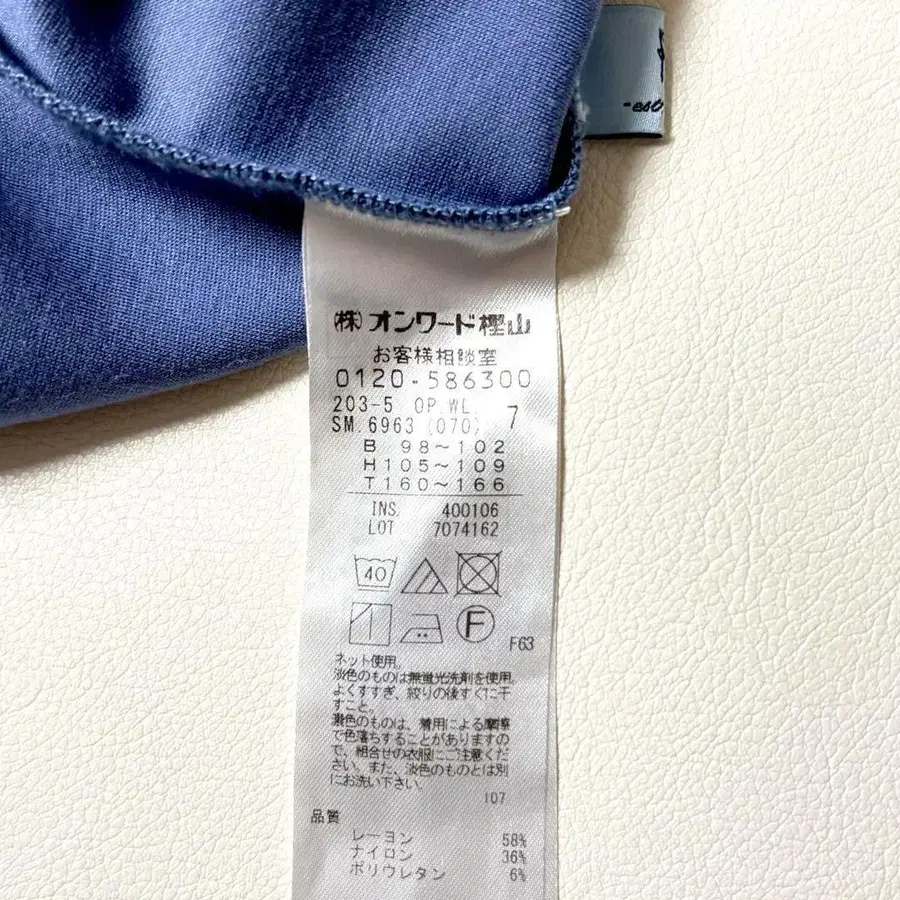 (株)オンワード樫山
お客様相談室
0120-586300
203-5 OP.WL. 7
SM.6963 (070)
B 98～102
H105～109
T160～166
INS. 400106
LOT 7074162
40
F
F63
ネット使用。
淡色のものは無蛍光洗剤を使用。
よくすすぎ、絞りの後すぐに干
すこと。
濃色のものは、着用による摩擦
で色落ちすることがありますの
で、組合せの衣服にご注意くだ
さい。また、淡色のものとは別
にお洗い下さい。
107
品質
レーヨン 58%
ナイロン 36%
ポリウレタン 6%